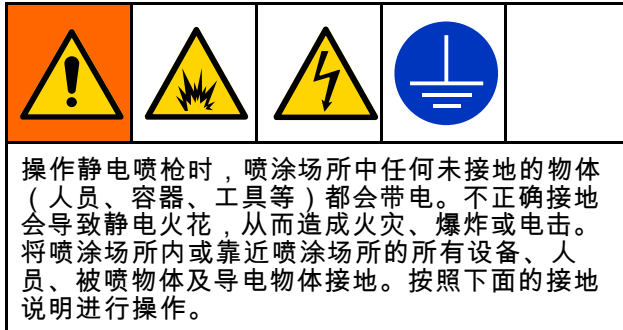 操作静电喷枪时，喷涂场所中任何未接地的物体
（人员、容器、工具等）都会带电。不正确接地
会导致静电火花，从而造成火灾、爆炸或电击。
将喷涂场所内或靠近喷涂场所的所有设备、人
员、被喷物体及导电物体接地。按照下面的接地
说明进行操作。